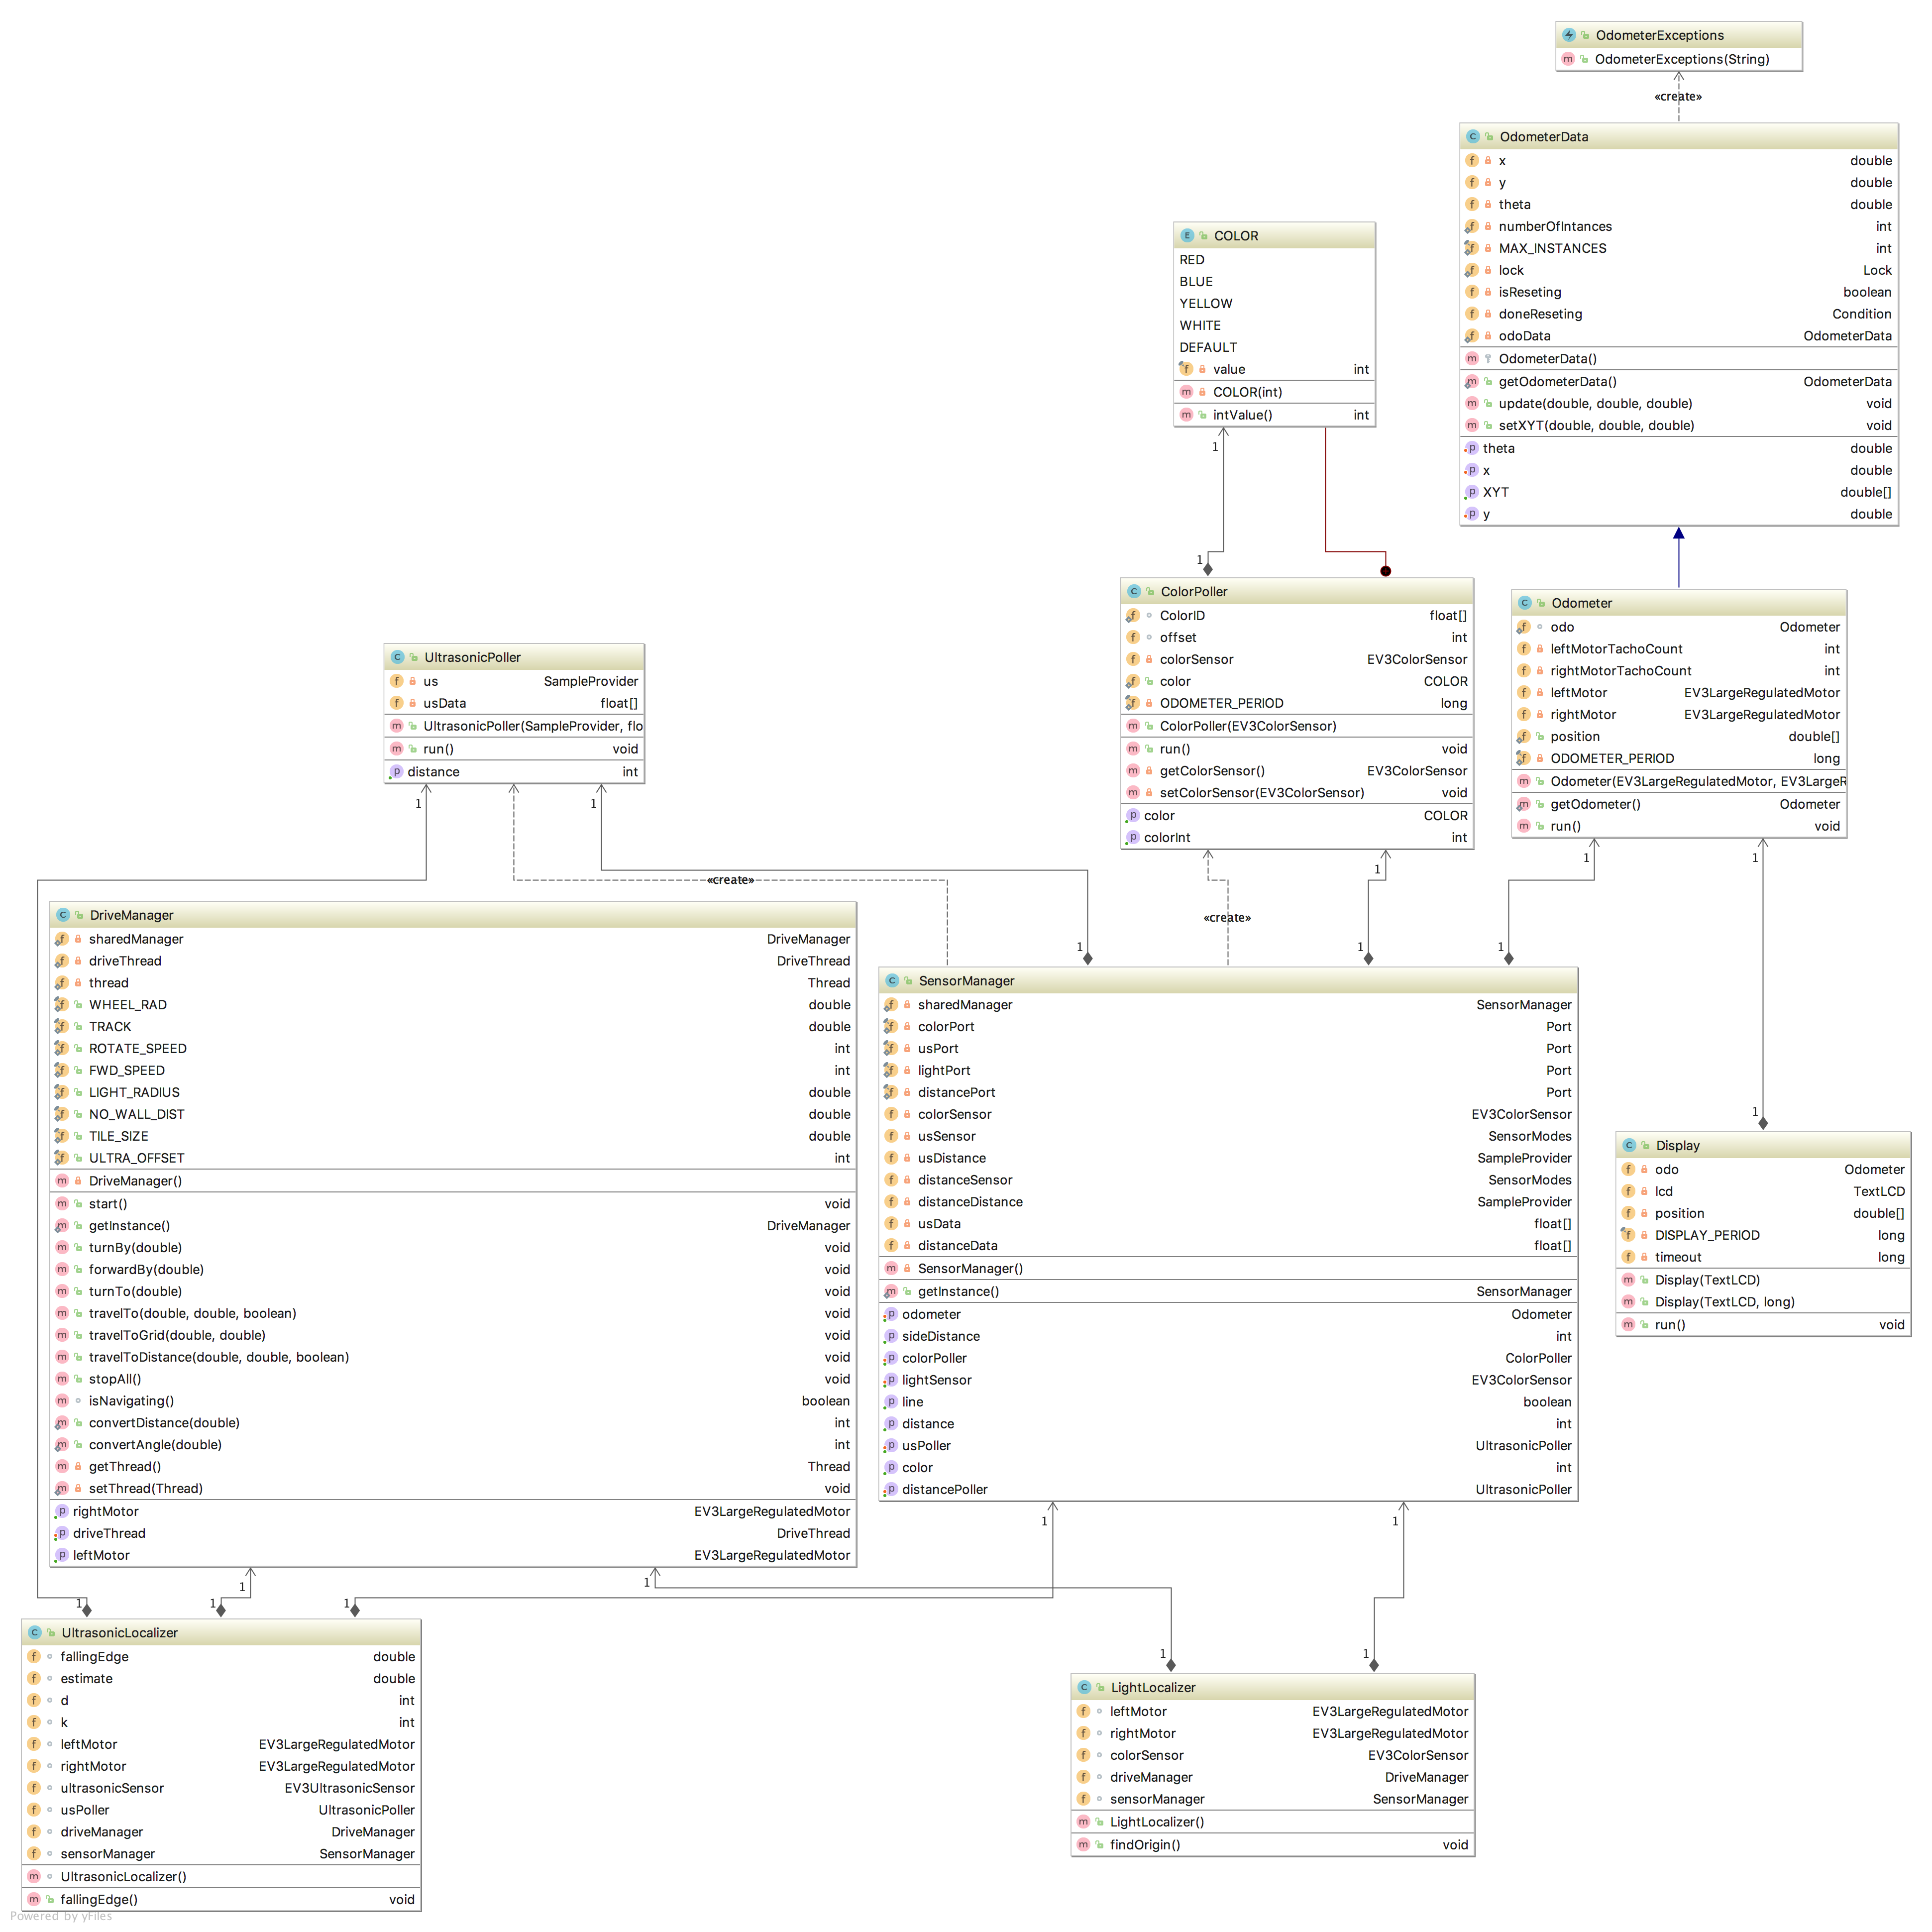 OdometerExceptions
OdometerExceptions(String)
«create»
OdometerData
x double
y double
theta double
numberOfIntances int
MAX_INSTANCES int
lock Lock
isReseting boolean
doneReseting Condition
odoData OdometerData
OdometerData()
getOdometerData() OdometerData
update(double, double, double) void
setXYT(double, double, double) void
theta double
x double
XYT double[]
y double
COLOR
RED
BLUE
YELLOW
WHITE
DEFAULT
value int
COLOR(int)
intValue() int
1
1
ColorPoller
ColorID float[]
offset int
colorSensor EV3ColorSensor
color COLOR
ODOMETER_PERIOD long
ColorPoller(EV3ColorSensor)
run() void
getColorSensor() EV3ColorSensor
setColorSensor(EV3ColorSensor) void
color COLOR
colorInt int
Odometer
odo Odometer
leftMotorTachoCount int
rightMotorTachoCount int
leftMotor EV3LargeRegulatedMotor
rightMotor EV3LargeRegulatedMotor
position double[]
ODOMETER_PERIOD long
Odometer(EV3LargeRegulatedMotor, EV3LargeR
getOdometer() Odometer
run() void
UltrasonicPoller
us SampleProvider
usData float[]
UltrasonicPoller(SampleProvider, flo
run() void
distance int
1 1 1 1 1
«create»
«create»
1 1 1
DriveManager
sharedManager DriveManager
driveThread DriveThread
thread Thread
WHEEL_RAD double
TRACK double
ROTATE_SPEED int
FWD_SPEED int
LIGHT_RADIUS double
NO_WALL_DIST double
TILE_SIZE double
ULTRA_OFFSET int
DriveManager()
start() void
getInstance() DriveManager
turnBy(double) void
forwardBy(double) void
turnTo(double) void
travelTo(double, double, boolean) void
travelToGrid(double, double) void
travelToDistance(double, double, boolean) void
stopAll() void
isNavigating() boolean
convertDistance(double) int
convertAngle(double) int
getThread() Thread
setThread(Thread) void
rightMotor EV3LargeRegulatedMotor
driveThread DriveThread
leftMotor EV3LargeRegulatedMotor
SensorManager
sharedManager SensorManager
colorPort Port
usPort Port
lightPort Port
distancePort Port
colorSensor EV3ColorSensor
usSensor SensorModes
usDistance SampleProvider
distanceSensor SensorModes
distanceDistance SampleProvider
usData float[]
distanceData float[]
SensorManager()
getInstance() SensorManager
odometer Odometer
sideDistance int
colorPoller ColorPoller
lightSensor EV3ColorSensor
line boolean
distance int
usPoller UltrasonicPoller
color int
distancePoller UltrasonicPoller
1
Display
odo Odometer
lcd TextLCD
position double[]
DISPLAY_PERIOD long
timeout long
Display(TextLCD)
Display(TextLCD, long)
run() void
1 1 1 1
1 1 1
1 1
UltrasonicLocalizer
fallingEdge double
estimate double
d int
k int
leftMotor EV3LargeRegulatedMotor
rightMotor EV3LargeRegulatedMotor
ultrasonicSensor EV3UltrasonicSensor
usPoller UltrasonicPoller
driveManager DriveManager
sensorManager SensorManager
UltrasonicLocalizer()
fallingEdge() void
LightLocalizer
leftMotor EV3LargeRegulatedMotor
rightMotor EV3LargeRegulatedMotor
colorSensor EV3ColorSensor
driveManager DriveManager
sensorManager SensorManager
LightLocalizer()
findOrigin() void
Powered by yFiles